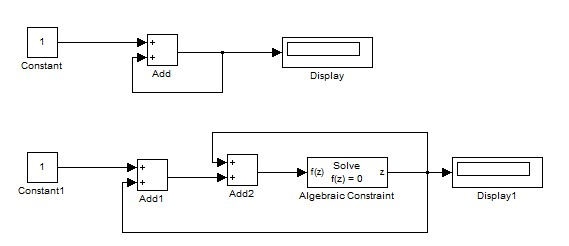 1
+
+
Constant
Add
Display
1
+
+
+
+
f(z)
Solve
f(z) = 0
z
Constant1
Add1
Add2
Algebraic Constraint
Display1